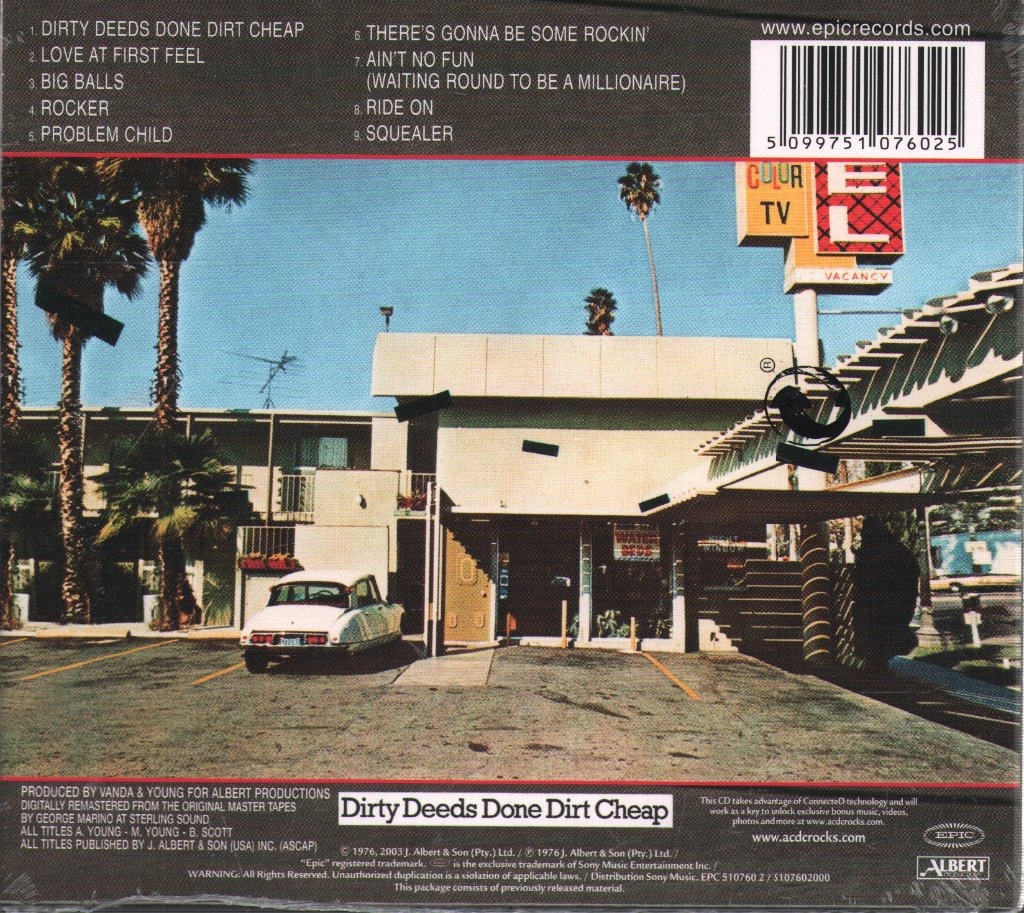 1. DIRTY DEEDS DONE DIRT CHEAP
2. LOVE AT FIRST FEEL
3. BIG BALLS
4. ROCKER
5. PROBLEM CHILD
6. THERE'S GONNA BE SOME ROCKIN'
7. AIN'T NO FUN
(WAITING ROUND TO BE A MILLIONAIRE)
8. RIDE ON
9. SQUEALER
www.epicrecords.com
5 099751 076025
COLOR
TV
EL
VACANCY
®
WATER
BEDS
PRODUCED BY VANDA & YOUNG FOR ALBERT PRODUCTIONS
DIGITALLY REMASTERED FROM THE ORIGINAL MASTER TAPES
BY GEORGE MARINO AT STERLING SOUND
ALL TITLES A. YOUNG - M. YOUNG - B. SCOTT
ALL TITLES PUBLISHED BY J. ALBERT & SON (USA) INC. (ASCAP)
Dirty Deeds Done Dirt Cheap
This CD takes advantage of ConnecteD technology and will
work as a key to unlock exclusive bonus music, videos,
photos and more at www.acdcrocks.com.
www.acdcrocks.com
EPIC
ALBERT
© 1976, 2003 J. Albert & Son (Pty.) Ltd. / ℗ 1976 J. Albert & Son (Pty.) Ltd. /
"Epic" registered trademark. is the exclusive trademark of Sony Music Entertainment Inc. /
WARNING: All Rights Reserved. Unauthorized duplication is a violation of applicable laws. / Distribution Sony Music. EPC 510760 2 / 5107602000
This package consists of previously released material.